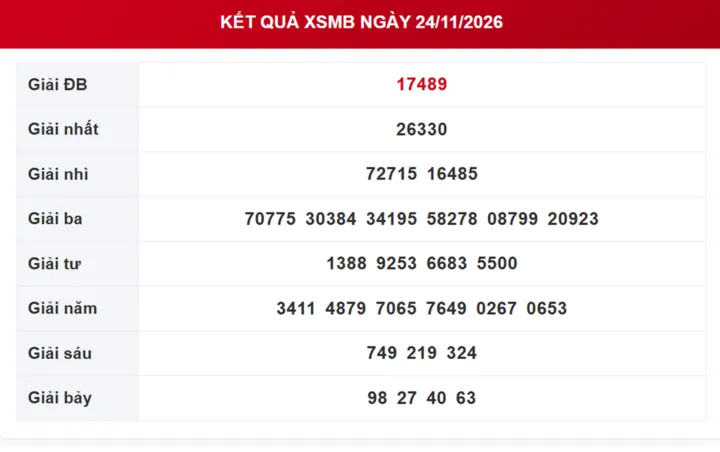 KẾT QUẢ XSMB NGÀY 24/11/2026
Giải ĐB 17489
Giải nhất 26330
Giải nhì 72715 16485
Giải ba 70775 30384 34195 58278 08799 20923
Giải tư 1388 9253 6683 5500
Giải năm 3411 4879 7065 7649 0267 0653
Giải sáu 749 219 324
Giải bảy 98 27 40 63